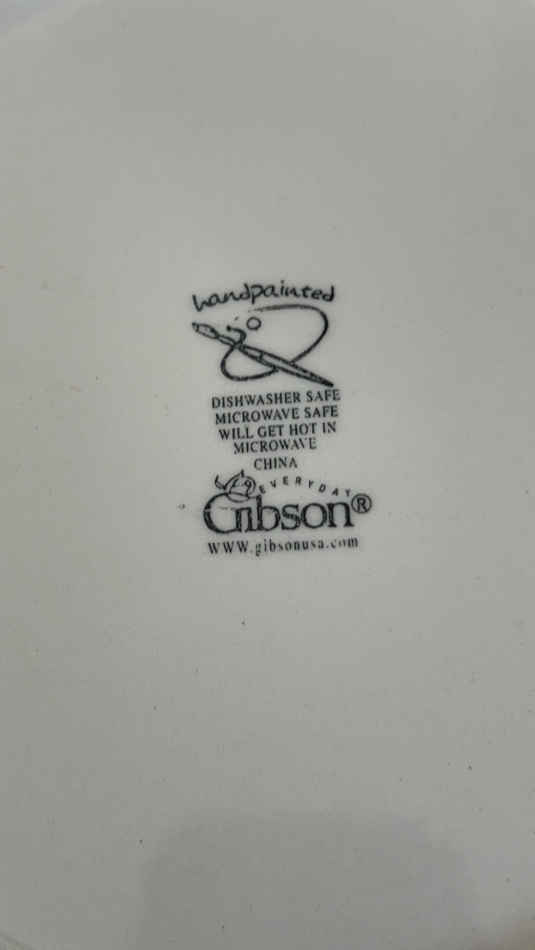 handpainted
DISHWASHER SAFE
MICROWAVE SAFE
WILL GET HOT IN
MICROWAVE
CHINA
EVERYDAY
Gibson®
WWW.gibsonusa.com